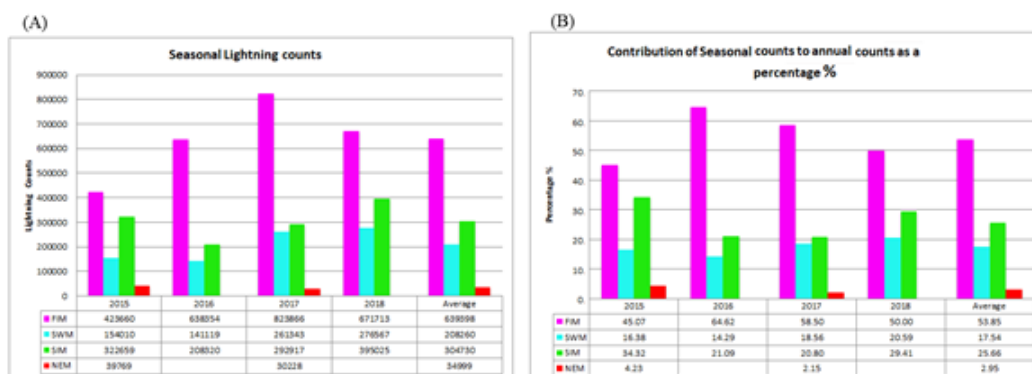 (A)
Seasonal Lightning counts
900000
800000
700000
600000
500000
400000
300000
200000
100000
0
Lightning Counts
2015 2016 2017 2018 Average
FIM 423660 638354 823866 671713 639398
SWM 154010 141119 261343 276567 208260
SIM 322659 208320 292917 395025 304730
NEM 39769 30228 34999
(B)
Contribution of Seasonal counts to annual counts as a
percentage %
70.
60.
50.
40.
30.
20.
10.
0.
Percentage %
2015 2016 2017 2018 Average
FIM 45.07 64.62 58.50 50.00 53.85
SWM 16.38 14.29 18.56 20.59 17.54
SIM 34.32 21.09 20.80 29.41 25.66
NEM 4.23 2.15 2.95